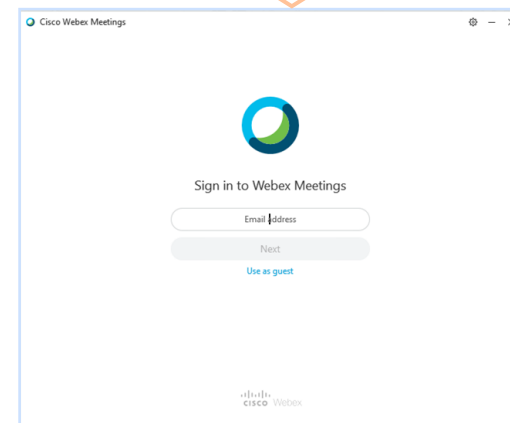 Cisco Webex Meetings
Sign in to Webex Meetings
Email Address
Next
Use as guest
CISCO Webex